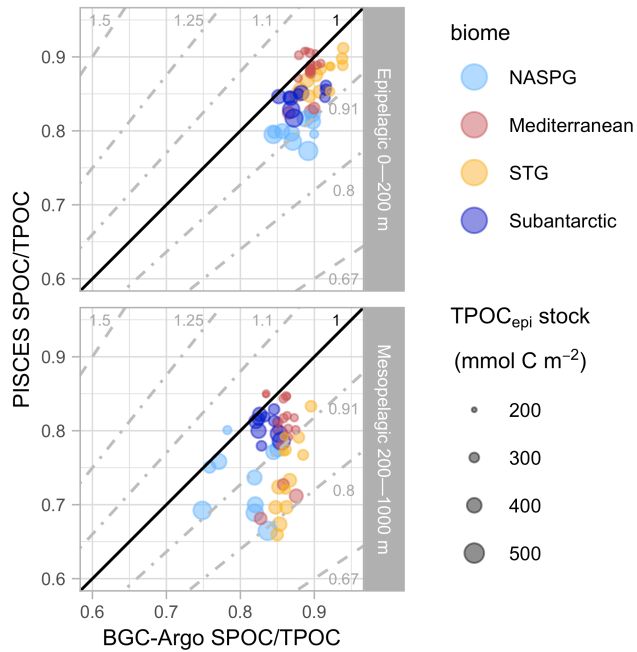 1.5
1.25
1.1
1
0.91
0.8
0.67
0.9
0.8
0.7
0.6
Epipelagic 0—200 m
1.5
1.25
1.1
1
0.91
0.8
0.67
0.9
0.8
0.7
0.6
Mesopelagic 200—1000 m
0.6
0.7
0.8
0.9
PISCES SPOC/TPOC
BGC-Argo SPOC/TPOC
biome
NASPG
Mediterranean
STG
Subantarctic
TPOCepi stock
(mmol C m−2)
200
300
400
500